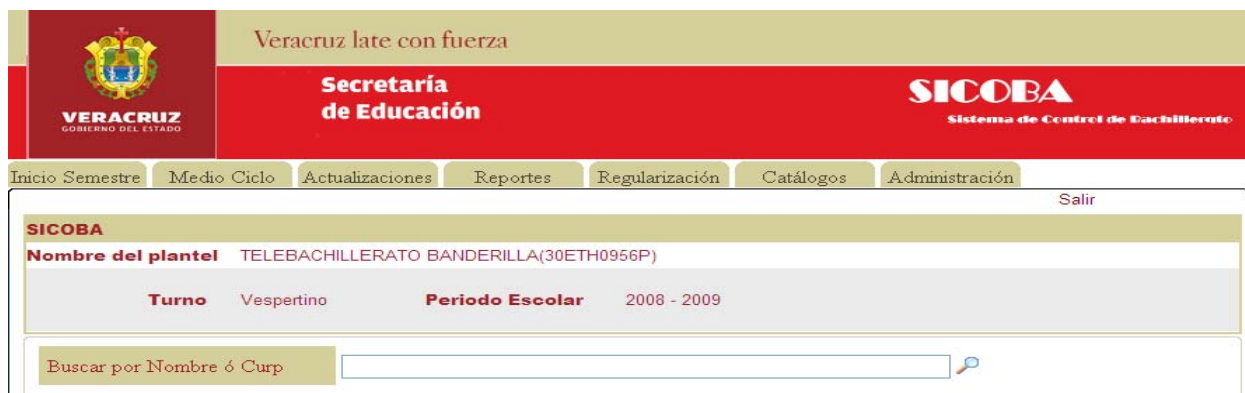 Veracruz late con fuerza
VERACRUZ
GOBIERNO DEL ESTADO
Secretaría
de Educación
SICOBA
Sistema de Control de Bachillerato
Inicio Semestre Medio Ciclo Actualizaciones Reportes Regularización Catálogos Administración
Salir
SICOBA
Nombre del plantel TELEBACHILLERATO BANDERILLA(30ETH0956P)
Turno Vespertino Periodo Escolar 2008 - 2009
Buscar por Nombre ó Curp